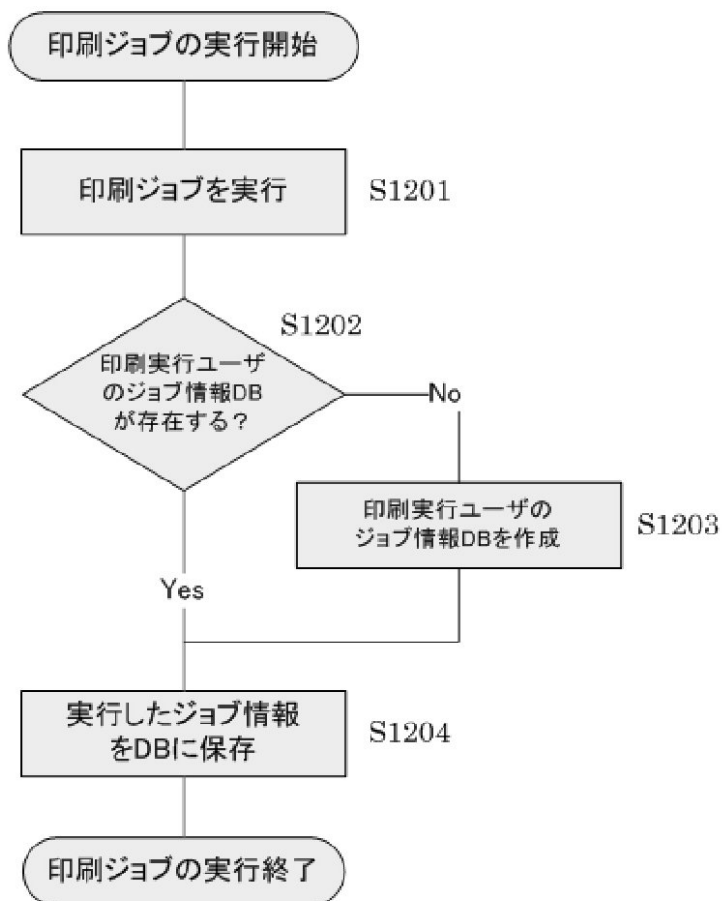 印刷ジョブの実行開始
印刷ジョブを実行
S1201
S1202
印刷実行ユーザ
のジョブ情報DB
が存在する？
No
印刷実行ユーザの
ジョブ情報DBを作成
S1203
Yes
実行したジョブ情報
をDBに保存
S1204
印刷ジョブの実行終了